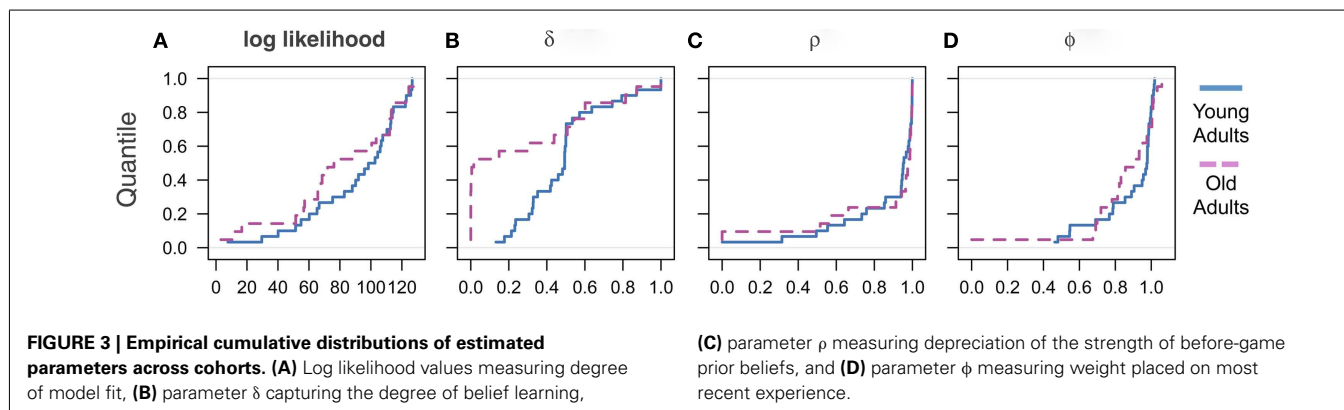 A log likelihood B δ C ρ D ϕ
Quantile
1.0
0.8
0.6
0.4
0.2
0.0
0 20 40 60 80 100 120
0.0 0.2 0.4 0.6 0.8 1.0
0.0 0.2 0.4 0.6 0.8 1.0
0.0 0.2 0.4 0.6 0.8 1.0
Young
Adults
Old
Adults
FIGURE 3 | Empirical cumulative distributions of estimated
parameters across cohorts. (A) Log likelihood values measuring degree
of model fit, (B) parameter δ capturing the degree of belief learning,
(C) parameter ρ measuring depreciation of the strength of before-game
prior beliefs, and (D) parameter ϕ measuring weight placed on most
recent experience.